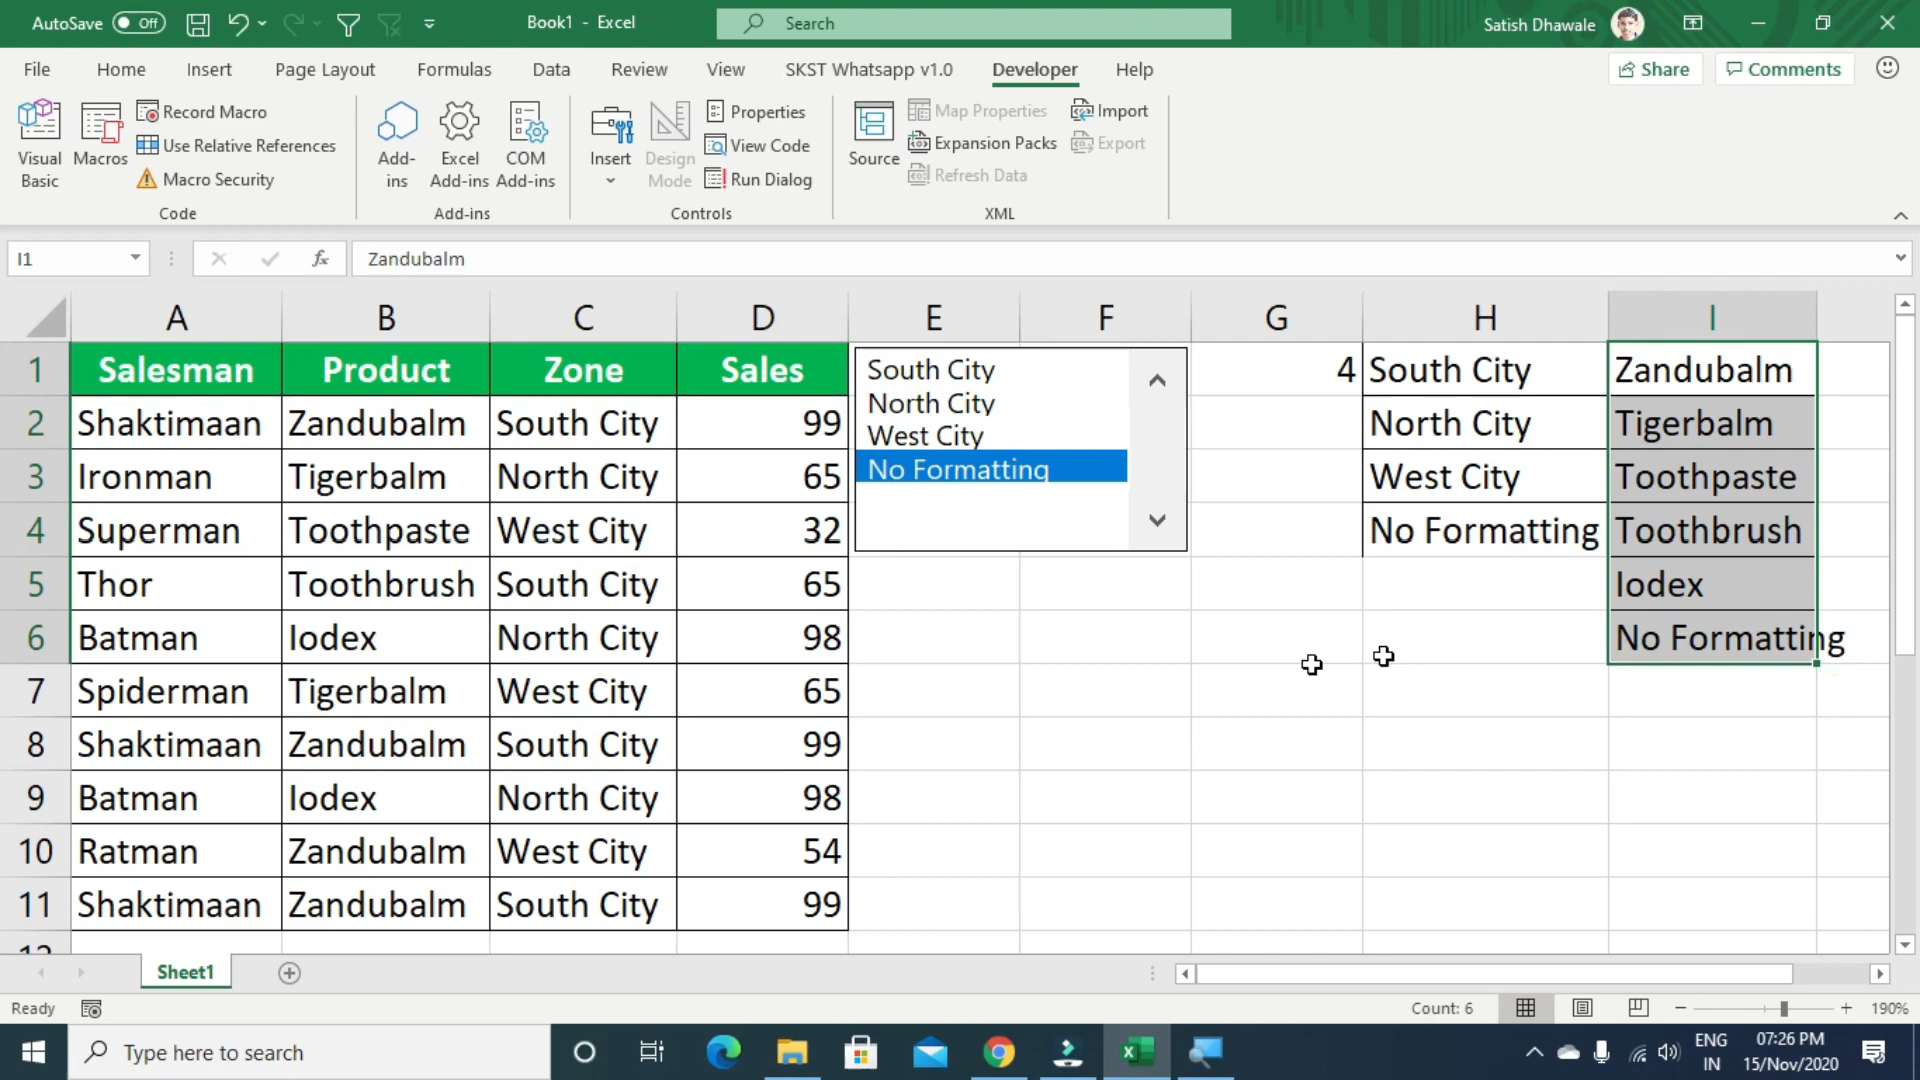 AutoSave Off Book1 - Excel Search Satish Dhawale
File Home Insert Page Layout Formulas Data Review View SKST Whatsapp v1.0 Developer Help Share Comments
Visual Basic
Macros
Record Macro
Use Relative References
Macro Security
Code
Add-ins
Excel Add-ins
COM Add-ins
Add-ins
Insert
Design Mode
Properties
View Code
Run Dialog
Controls
Source
Map Properties
Expansion Packs
Refresh Data
Import
Export
XML
I1 fx Zandubalm
A B C D E F G H I
1 Salesman Product Zone Sales 4 South City Zandubalm
2 Shaktimaan Zandubalm South City 99 North City Tigerbalm
3 Ironman Tigerbalm North City 65 West City Toothpaste
4 Superman Toothpaste West City 32 No Formatting Toothbrush
5 Thor Toothbrush South City 65 Iodex
6 Batman Iodex North City 98 No Formatting
7 Spiderman Tigerbalm West City 65
8 Shaktimaan Zandubalm South City 99
9 Batman Iodex North City 98
10 Ratman Zandubalm West City 54
11 Shaktimaan Zandubalm South City 99
12
South City
North City
West City
No Formatting
Sheet1
Ready Count: 6 190%
Type here to search ENG IN 07:26 PM 15/Nov/2020